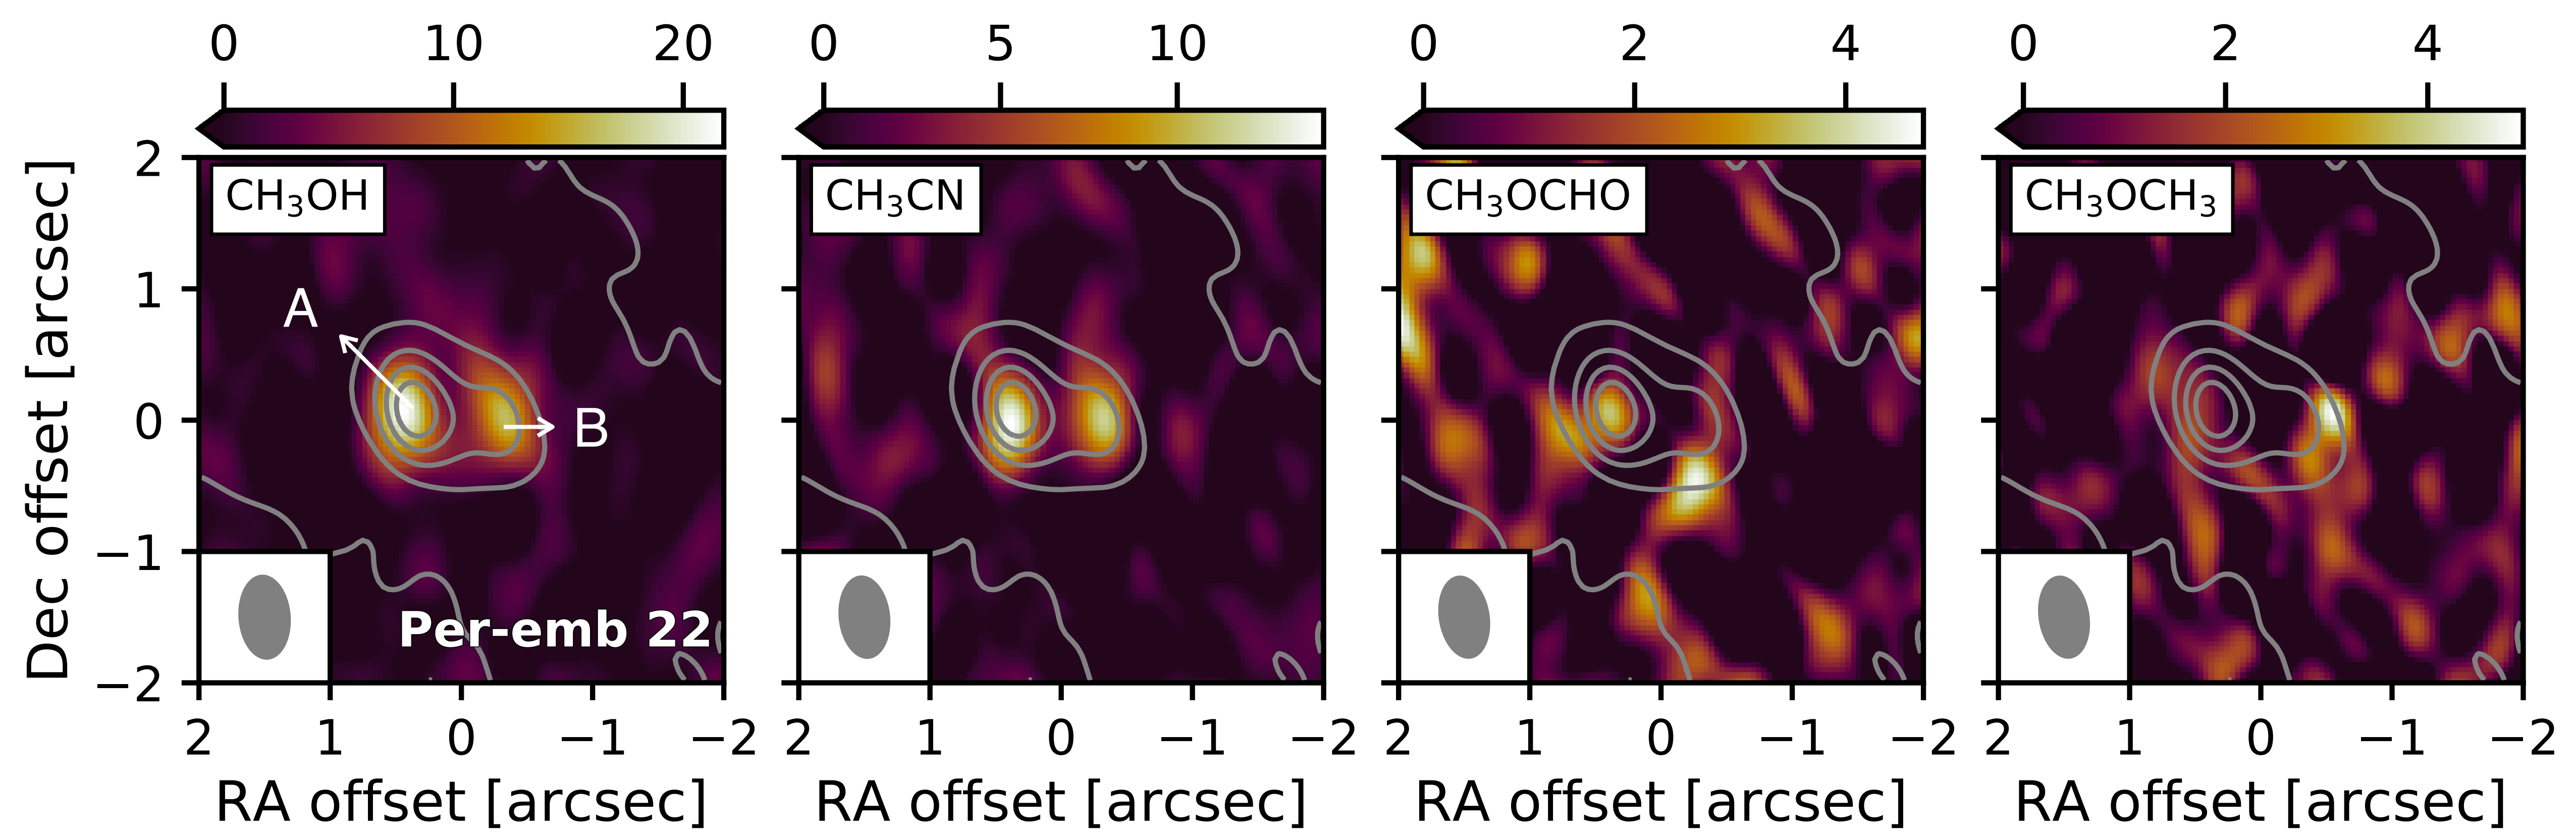 0 10 20 0 5 10 0 2 4 0 2 4
Dec offset [arcsec]
2
1
0
−1
−2
CH₃OH CH₃CN CH₃OCHO CH₃OCH₃
A
B
Per-emb 22
2 1 0 −1 −2 2 1 0 −1 −2 2 1 0 −1 −2 2 1 0 −1 −2
RA offset [arcsec] RA offset [arcsec] RA offset [arcsec] RA offset [arcsec]